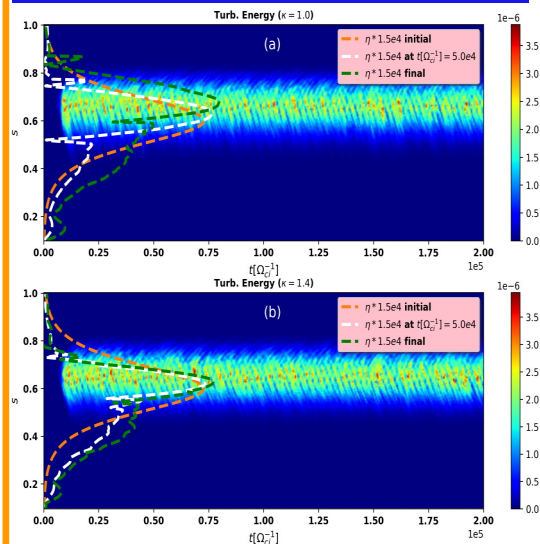 Turb. Energy (κ = 1.0)
1e−6
(a)
η * 1.5e4 initial
η * 1.5e4 at t[Ω_ci^−1] = 5.0e4
η * 1.5e4 final
1.0
0.8
0.6
0.4
0.2
s
3.5
3.0
2.5
2.0
1.5
1.0
0.5
0.0
0.00 0.25 0.50 0.75 1.00 1.25 1.50 1.75 2.00
t[Ω_ci^−1]
1e5
Turb. Energy (κ = 1.4)
1e−6
(b)
η * 1.5e4 initial
η * 1.5e4 at t[Ω_ci^−1] = 5.0e4
η * 1.5e4 final
1.0
0.8
0.6
0.4
0.2
s
3.5
3.0
2.5
2.0
1.5
1.0
0.5
0.0
0.00 0.25 0.50 0.75 1.00 1.25 1.50 1.75 2.00
t[Ω_ci^−1]
1e5